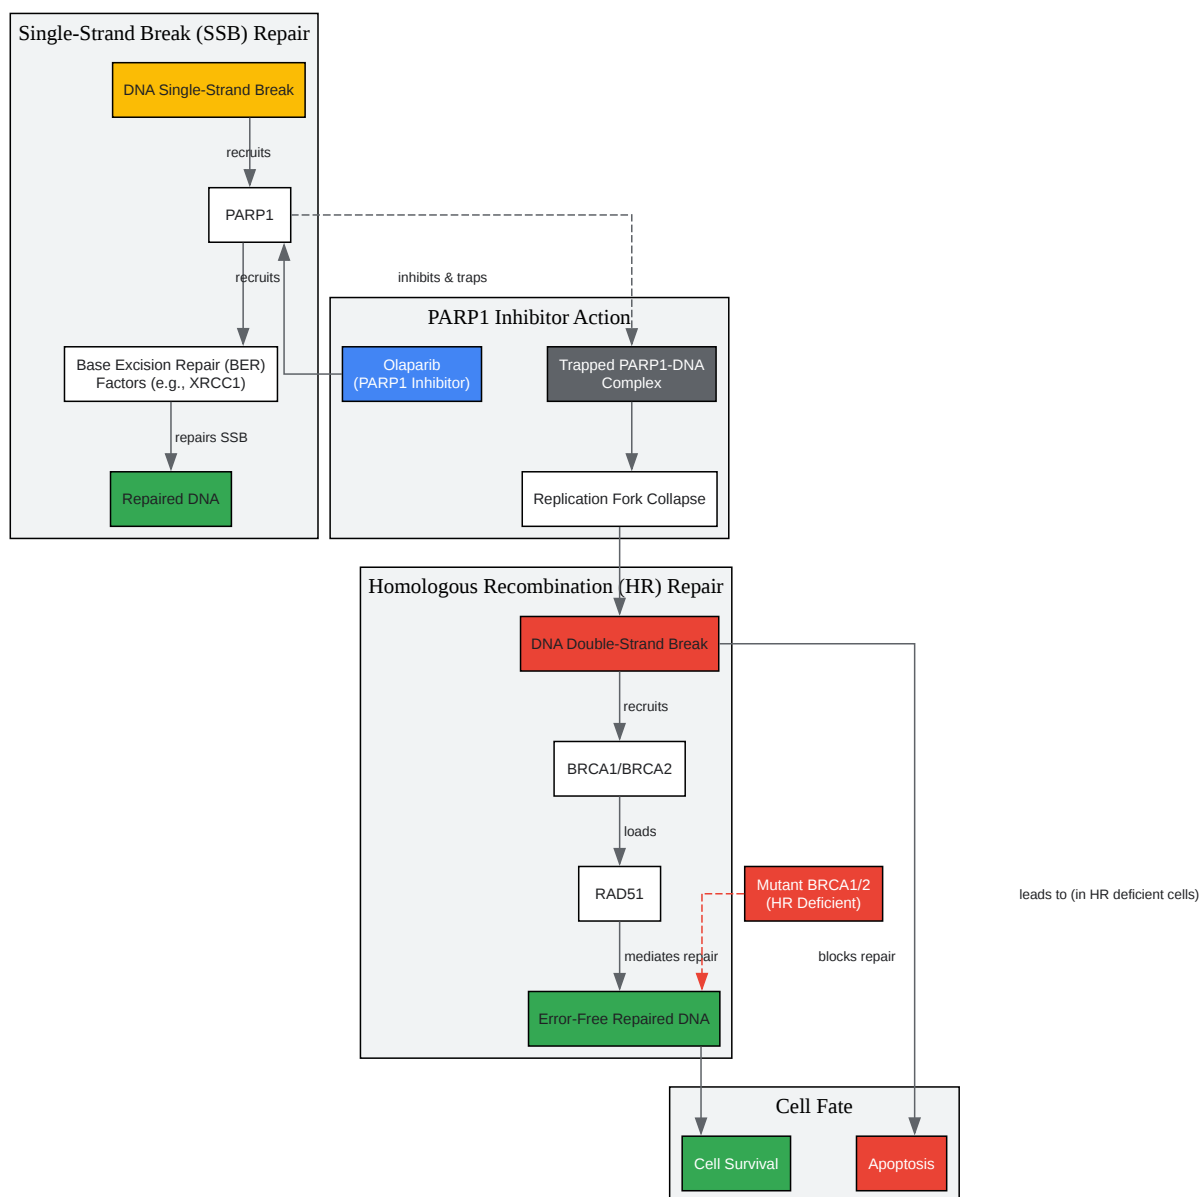 Single-Strand Break (SSB) Repair
DNA Single-Strand Break
recruits
PARP1
recruits
inhibits & traps
PARP1 Inhibitor Action
Base Excision Repair (BER)
Factors (e.g., XRCC1)
Olaparib
(PARP1 Inhibitor)
Trapped PARP1-DNA
Complex
repairs SSB
Repaired DNA
Replication Fork Collapse
Homologous Recombination (HR) Repair
DNA Double-Strand Break
recruits
BRCA1/BRCA2
loads
RAD51
Mutant BRCA1/2
(HR Deficient)
leads to (in HR deficient cells)
mediates repair
blocks repair
Error-Free Repaired DNA
Cell Fate
Cell Survival
Apoptosis